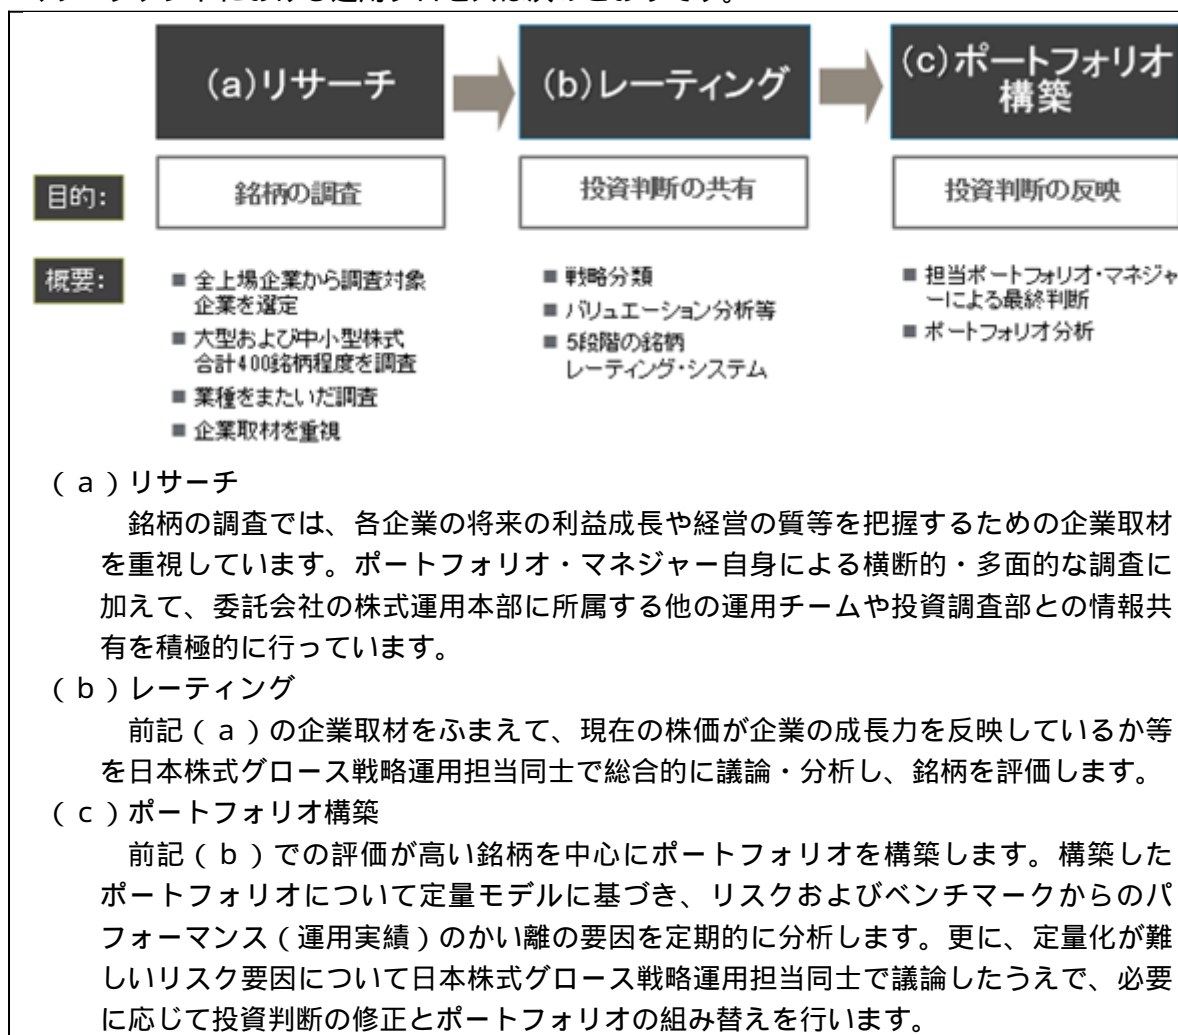 (a)リサーチ
(b)レーティング
(c)ポートフォリオ
構築
目的:
銘柄の調査
投資判断の共有
投資判断の反映
概要:
■ 全上場企業から調査対象
企業を選定
■ 大型および中小型株式
合計400銘柄程度を調査
■ 業種をまたいだ調査
■ 企業取材を重視
■ 戦略分類
■ バリュエーション分析等
■ 5段階の銘柄
レーティング・システム
■ 担当ポートフォリオ・マネジャ
ーによる最終判断
■ ポートフォリオ分析
(a)リサーチ
銘柄の調査では、各企業の将来の利益成長や経営の質等を把握するための企業取材
を重視しています。ポートフォリオ・マネジャー自身による横断的・多面的な調査に
加えて、委託会社の株式運用本部に所属する他の運用チームや投資調査部との情報共
有を積極的に行っています。
(b)レーティング
前記(a)の企業取材をふまえて、現在の株価が企業の成長力を反映しているか等
を日本株式グロース戦略運用担当同士で総合的に議論・分析し、銘柄を評価します。
(c)ポートフォリオ構築
前記(b)での評価が高い銘柄を中心にポートフォリオを構築します。構築した
ポートフォリオについて定量モデルに基づき、リスクおよびベンチマークからのパ
フォーマンス(運用実績)のかい離の要因を定期的に分析します。更に、定量化が難
しいリスク要因について日本株式グロース戦略運用担当同士で議論したうえで、必要
に応じて投資判断の修正とポートフォリオの組み替えを行います。